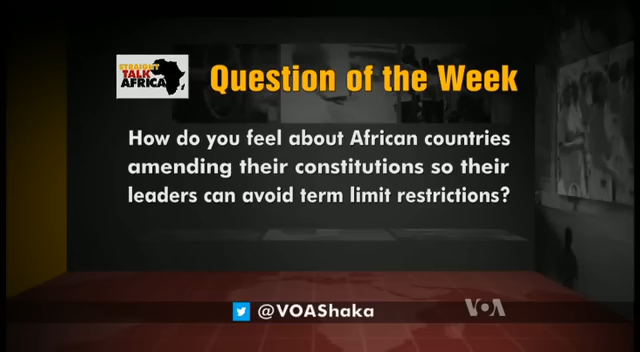 STRAIGHT
TALK
AFRICA
Question of the Week
How do you feel about African countries
amending their constitutions so their
leaders can avoid term limit restrictions?
@VOAShaka
VOA